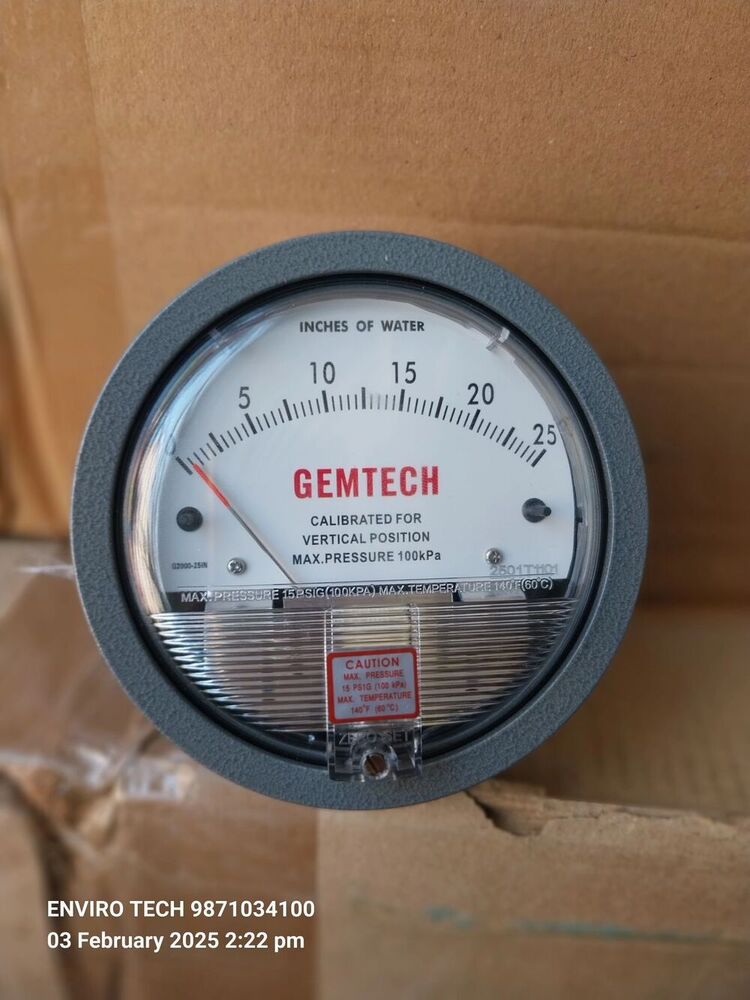 INCHES OF WATER
0 5 10 15 20 25
GEMTECH
CALIBRATED FOR
VERTICAL POSITION
MAX.PRESSURE 100kPa
G2000-25IN
2501T1101
MAX. PRESSURE 15 PSIG(100KPA) MAX.TEMPERATURE 140°F(60°C)
CAUTION
MAX. PRESSURE
15 PSIG (100 kPa)
MAX. TEMPERATURE
140°F (60°C)
ZERO SET
ENVIRO TECH 9871034100
03 February 2025 2:22 pm